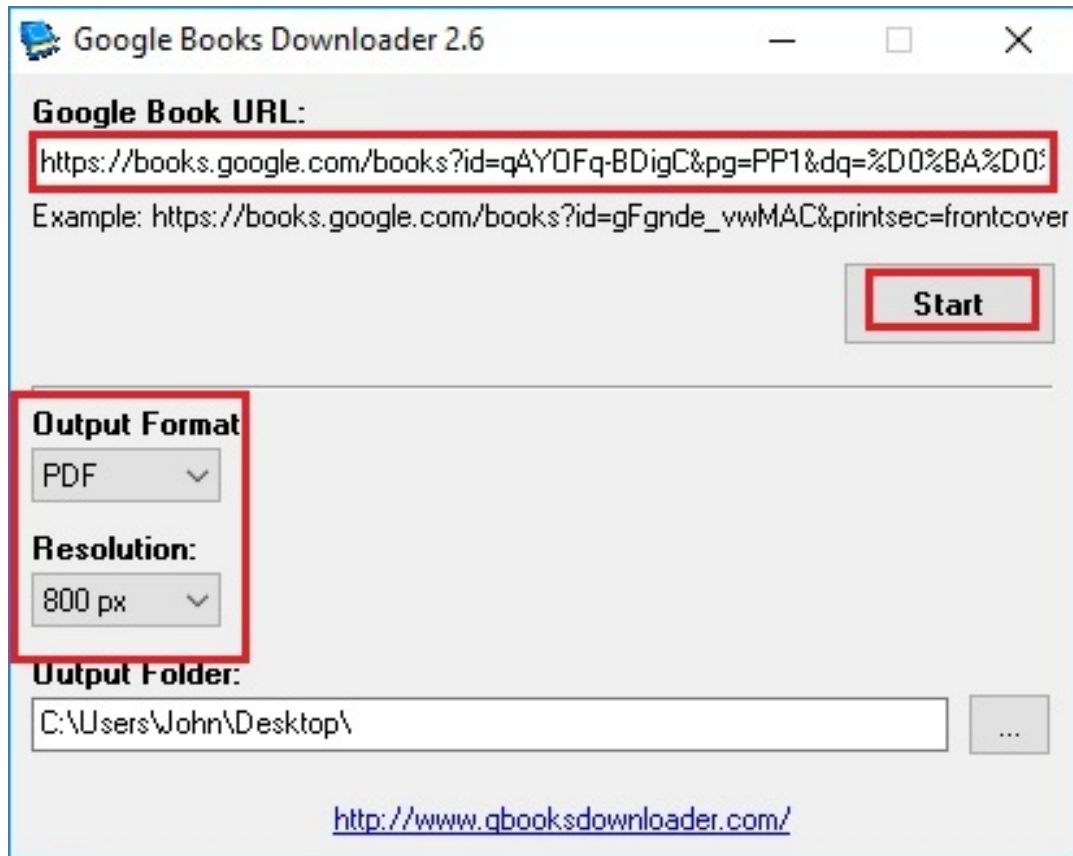 Google Books Downloader 2.6
Google Book URL:
https://books.google.com/books?id=qAYOFq-BDigC&pg=PP1&dq=%D0%BA%D0%
Example: https://books.google.com/books?id=gFgnde_vwMAC&printsec=frontcover
Start
Output Format
PDF
Resolution:
800 px
Output Folder:
C:\Users\John\Desktop\
...
http://www.gbooksdownloader.com/